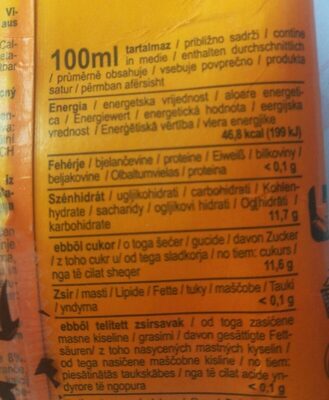 100ml tartalmaz / približno sadrži / contine
in medie / enthalten durchschnittlich
/ průměrně obsahuje / vsebuje povprečno / produkta
satur / përmban afërsisht
Energia / energetska vrijednost / aloare energeti-
ca / Energiewert / energetická hodnota / eergijska
vrednost / Enerģētiskā vērtība / vlera energjike
46,8 kcal (199 kJ)
Fehérje / bjelančevine / proteine / Eiweiß / bílkoviny /
beljakovine / Olbaltumvielas / proteina
< 0,1 g
Szénhidrát / ugljikohidrati / carbohidrati / Kohlen-
hydrate / sachandy / ogljikovi hidrati / Ogļhidrāti /
karbohidrate
11,7 g
ebből cukor / o toga šećer / gucide / davon Zucker
/ z toho cukr u/ od tega sladkorja / no tiem: cukurs /
nga të cilat sheqer
11,6 g
Zsír / masti / Lipide / Fette / tuky / maščobe / Tauki
/ yndyrna
< 0,1 g
ebből telített zsírsavak / od toga zasićene
masne kiseline / grasimi / davon gesättigte Fett-
säuren/ z toho nasycených mastných kyselin /
od tega nasičene maščobne kisline / no tiem:
piesātinātās taukskābes / nga të cilat acide yn-
dyrore të ngopura
< 0,1 g